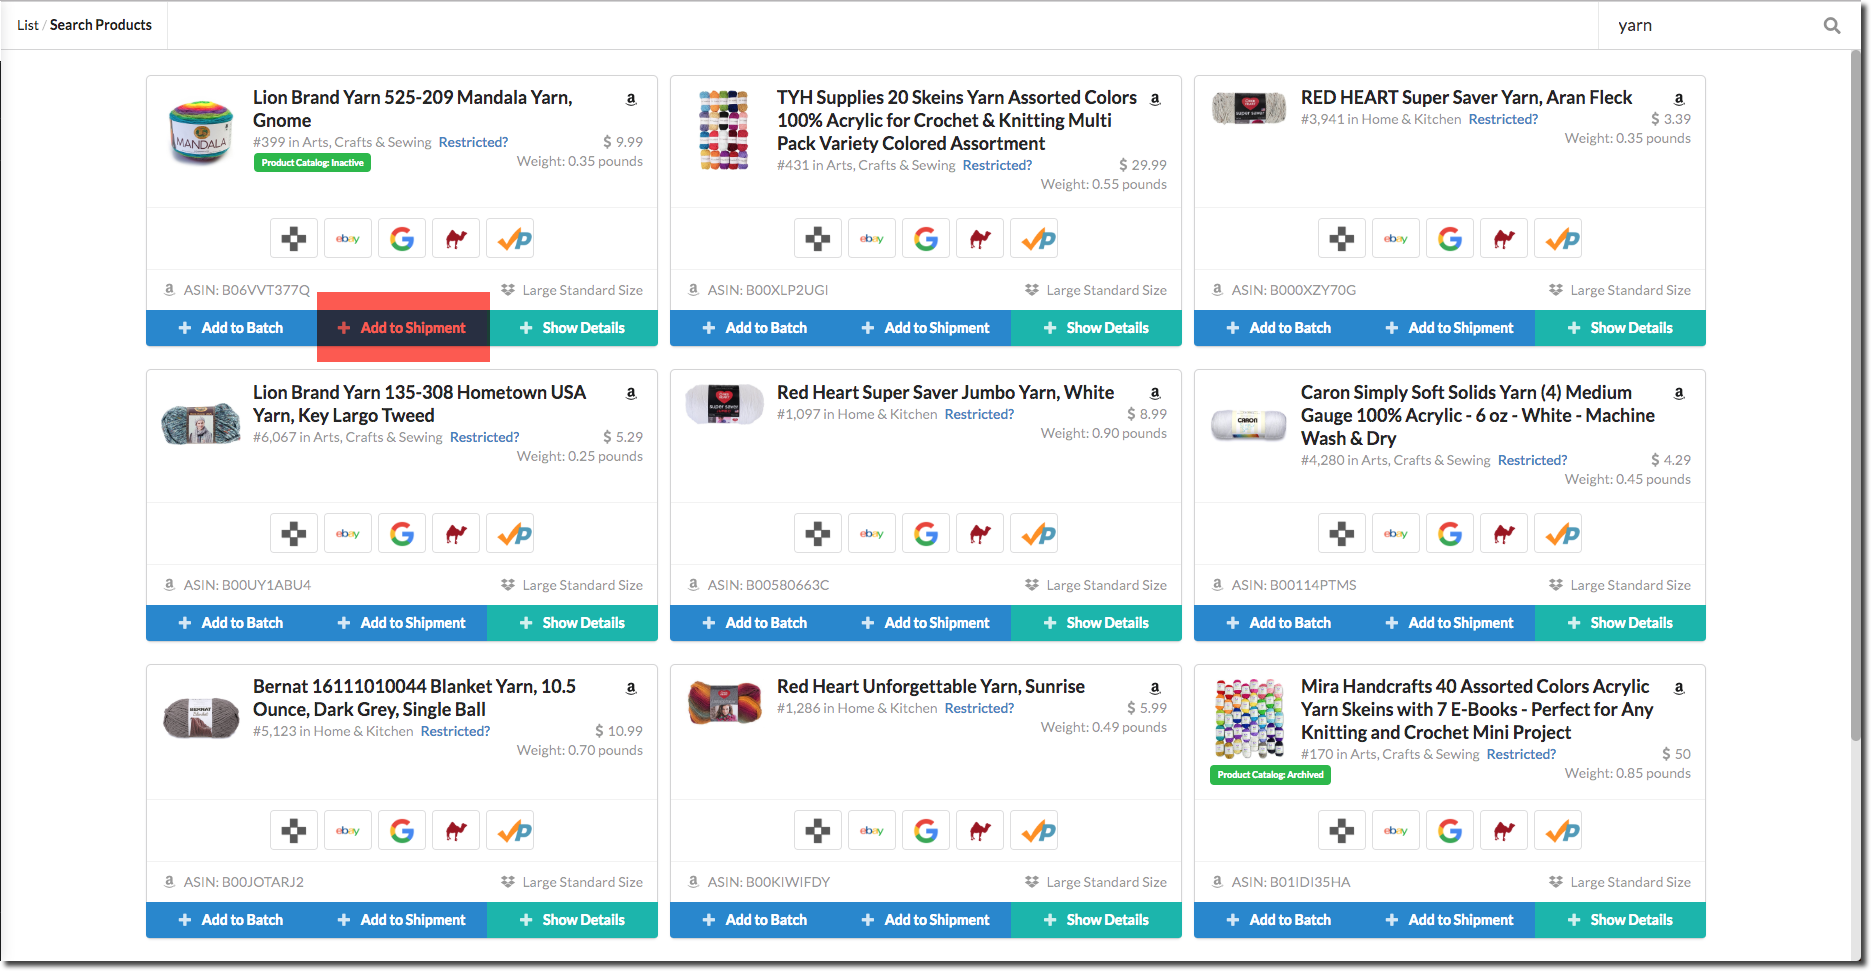 List / Search Products
yarn
Lion Brand Yarn 525-209 Mandala Yarn,
Gnome
#399 in Arts, Crafts & Sewing Restricted?
$ 9.99
Product Catalog: Inactive
Weight: 0.35 pounds
MANDALA
ebay
ASIN: B06VVT377Q
Large Standard Size
Add to Batch
Add to Shipment
Show Details
TYH Supplies 20 Skeins Yarn Assorted Colors
100% Acrylic for Crochet & Knitting Multi
Pack Variety Colored Assortment
#431 in Arts, Crafts & Sewing Restricted?
$ 29.99
Weight: 0.55 pounds
ebay
ASIN: B00XLP2UGI
Large Standard Size
Add to Batch
Add to Shipment
Show Details
RED HEART Super Saver Yarn, Aran Fleck
#3,941 in Home & Kitchen Restricted?
$ 3.39
Weight: 0.35 pounds
ebay
ASIN: B000XZY70G
Large Standard Size
Add to Batch
Add to Shipment
Show Details
Lion Brand Yarn 135-308 Hometown USA
Yarn, Key Largo Tweed
#6,067 in Arts, Crafts & Sewing Restricted?
$ 5.29
Weight: 0.25 pounds
ebay
ASIN: B00UY1ABU4
Large Standard Size
Add to Batch
Add to Shipment
Show Details
Red Heart Super Saver Jumbo Yarn, White
#1,097 in Home & Kitchen Restricted?
$ 8.99
Weight: 0.90 pounds
super saver
ebay
ASIN: B00580663C
Large Standard Size
Add to Batch
Add to Shipment
Show Details
Caron Simply Soft Solids Yarn (4) Medium
Gauge 100% Acrylic - 6 oz - White - Machine
Wash & Dry
#4,280 in Arts, Crafts & Sewing Restricted?
$ 4.29
Weight: 0.45 pounds
CARON
ebay
ASIN: B00114PTMS
Large Standard Size
Add to Batch
Add to Shipment
Show Details
Bernat 16111010044 Blanket Yarn, 10.5
Ounce, Dark Grey, Single Ball
#5,123 in Home & Kitchen Restricted?
$ 10.99
Weight: 0.70 pounds
BERNAT
ebay
ASIN: B00JOTARJ2
Large Standard Size
Add to Batch
Add to Shipment
Show Details
Red Heart Unforgettable Yarn, Sunrise
#1,286 in Home & Kitchen Restricted?
$ 5.99
Weight: 0.49 pounds
ebay
ASIN: B00KIWIFDY
Large Standard Size
Add to Batch
Add to Shipment
Show Details
Mira Handcrafts 40 Assorted Colors Acrylic
Yarn Skeins with 7 E-Books - Perfect for Any
Knitting and Crochet Mini Project
#170 in Arts, Crafts & Sewing Restricted?
$ 50
Product Catalog: Archived
Weight: 0.85 pounds
ebay
ASIN: B01IDI35HA
Large Standard Size
Add to Batch
Add to Shipment
Show Details